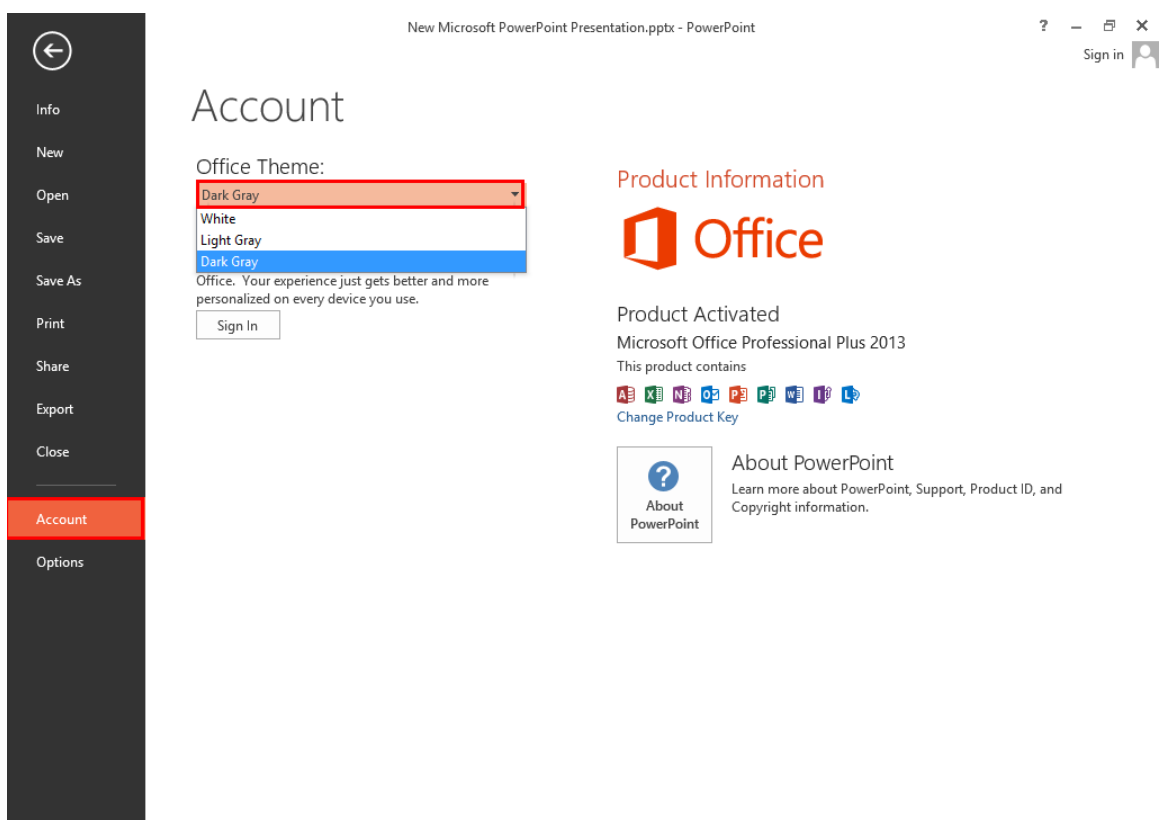 New Microsoft PowerPoint Presentation.pptx - PowerPoint
?
Sign in
Info
New
Open
Save
Save As
Print
Share
Export
Close
Account
Options
Account
Office Theme:
Dark Gray
White
Light Gray
Dark Gray
Office. Your experience just gets better and more
personalized on every device you use.
Sign In
Product Information
Office
Product Activated
Microsoft Office Professional Plus 2013
This product contains
Change Product Key
?
About
PowerPoint
About PowerPoint
Learn more about PowerPoint, Support, Product ID, and
Copyright information.